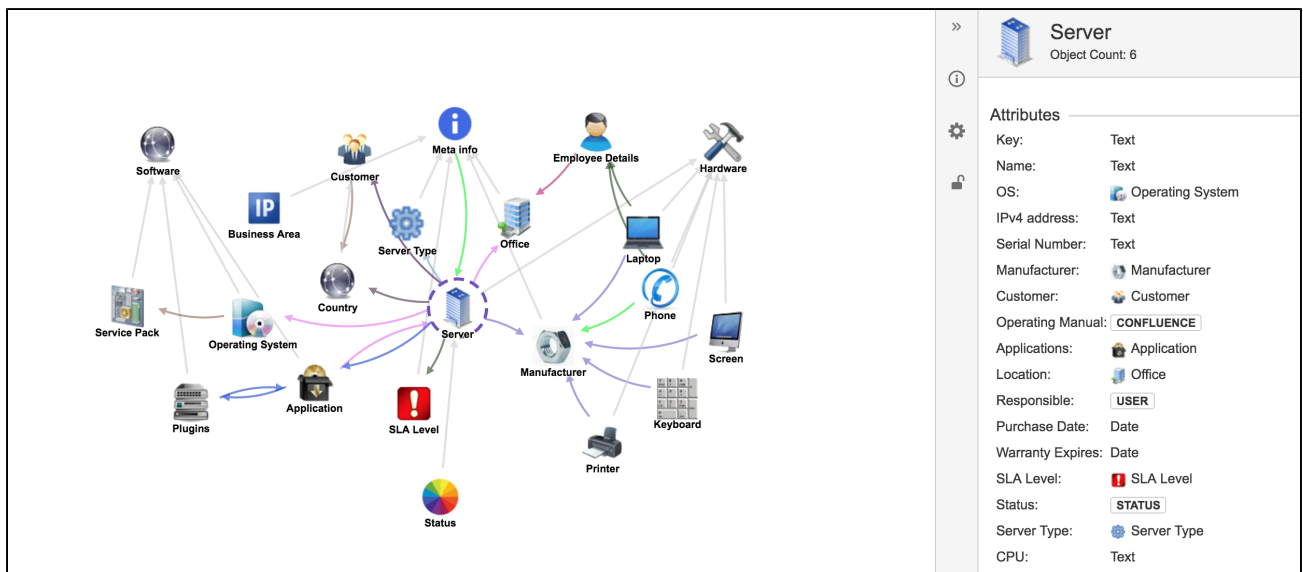 Server
Object Count: 6
Meta info
Software
Customer
Employee Details
Hardware
IP
Business Area
Server Type
Office
Laptop
Country
Phone
Service Pack
Operating System
Server
Manufacturer
Screen
Plugins
Application
SLA Level
Keyboard
Printer
Status
Attributes
Key: Text
Name: Text
OS: Operating System
IPv4 address: Text
Serial Number: Text
Manufacturer: Manufacturer
Customer: Customer
Operating Manual: CONFLUENCE
Applications: Application
Location: Office
Responsible: USER
Purchase Date: Date
Warranty Expires: Date
SLA Level: SLA Level
Status: STATUS
Server Type: Server Type
CPU: Text